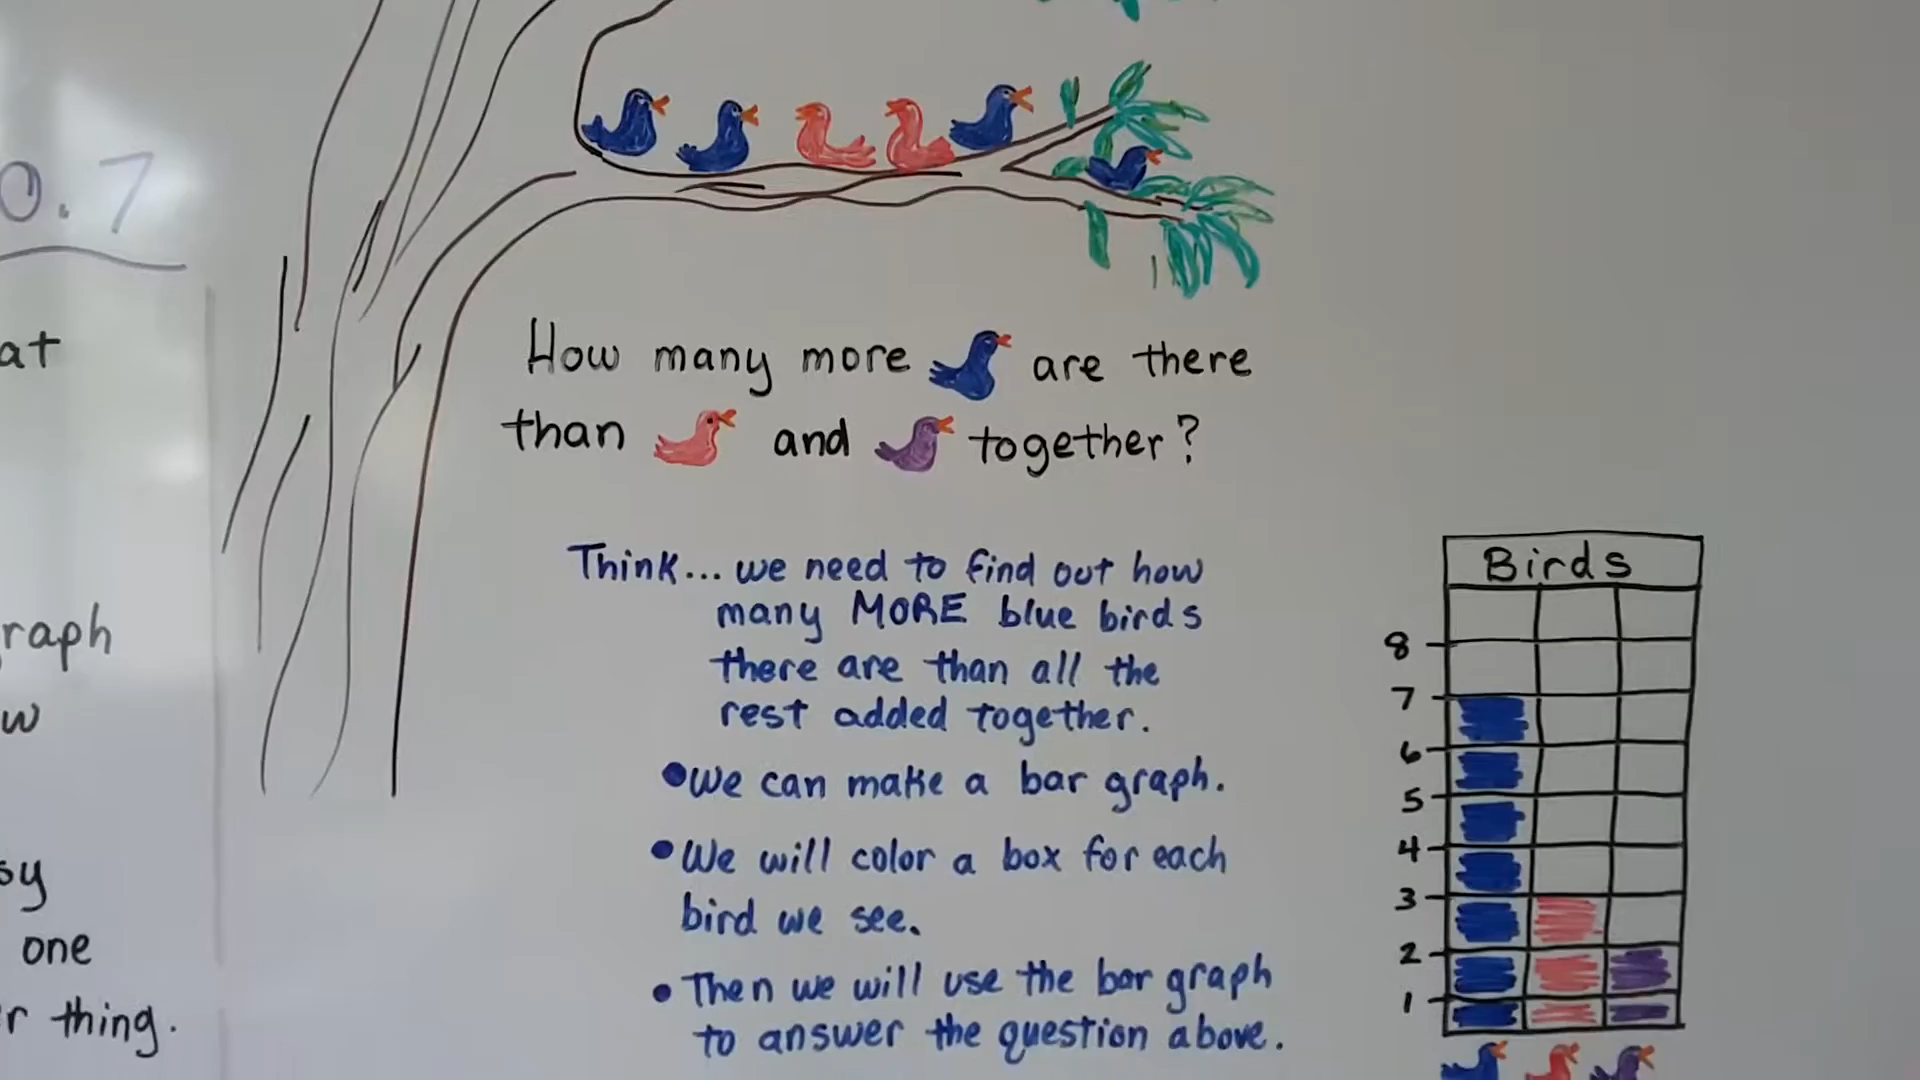 0.7
at
raph
w
sy
one
r thing.
How many more are there
than and together?
Think... we need to find out how
many MORE blue birds
there are than all the
rest added together.
•We can make a bar graph.
•We will color a box for each
bird we see.
•Then we will use the bar graph
to answer the question above.
Birds
8
7
6
5
4
3
2
1